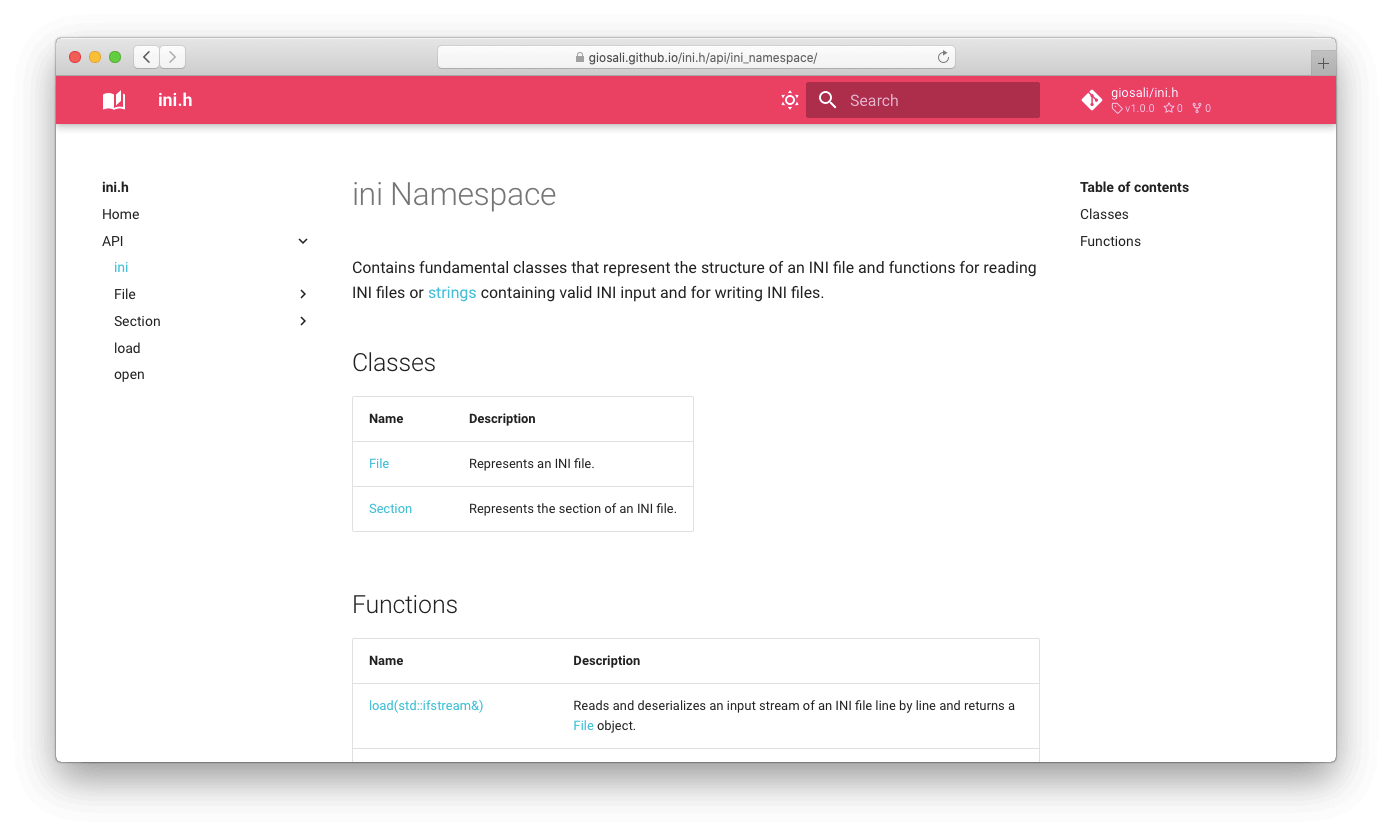 giosali.github.io/ini.h/api/ini_namespace/
ini.h
Search
giosali/ini.h
v1.0.0 0 0
ini.h
Home
API
ini
File
Section
load
open
ini Namespace
Contains fundamental classes that represent the structure of an INI file and functions for reading
INI files or strings containing valid INI input and for writing INI files.
Classes
Name Description
File Represents an INI file.
Section Represents the section of an INI file.
Functions
Name Description
load(std::ifstream&) Reads and deserializes an input stream of an INI file line by line and returns a
File object.
Table of contents
Classes
Functions